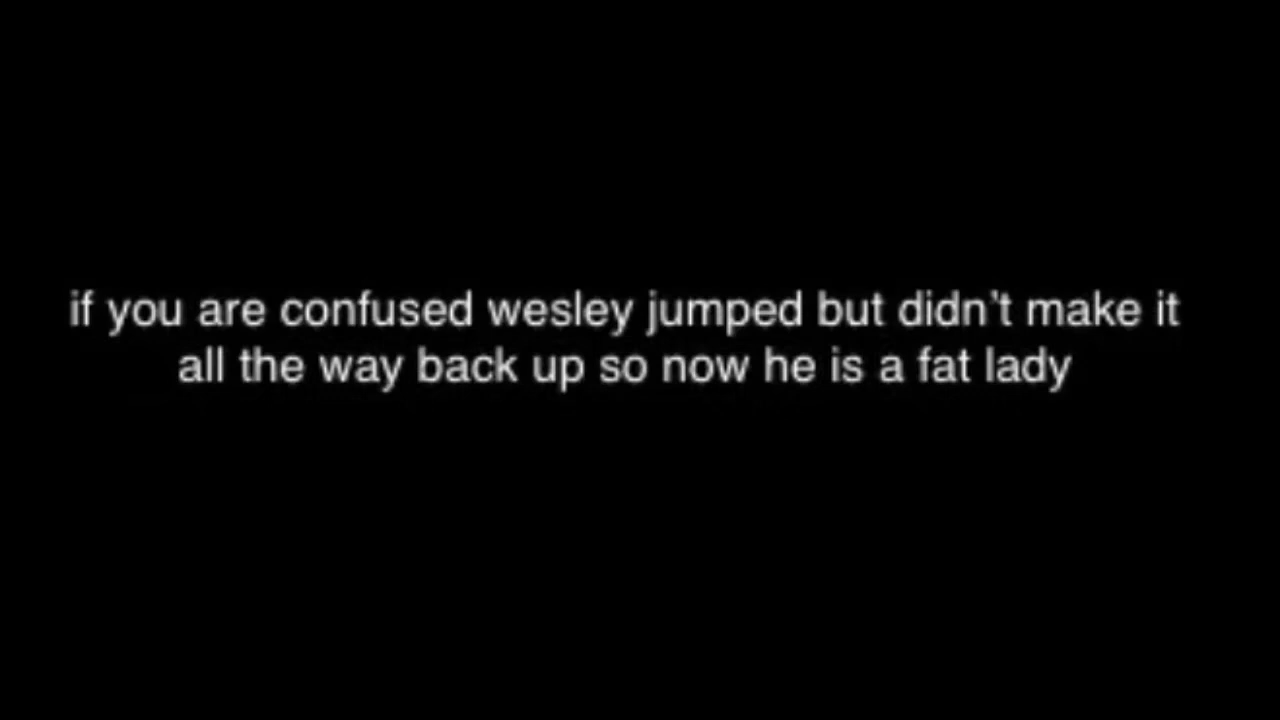 if you are confused wesley jumped but didn't make it
all the way back up so now he is a fat lady